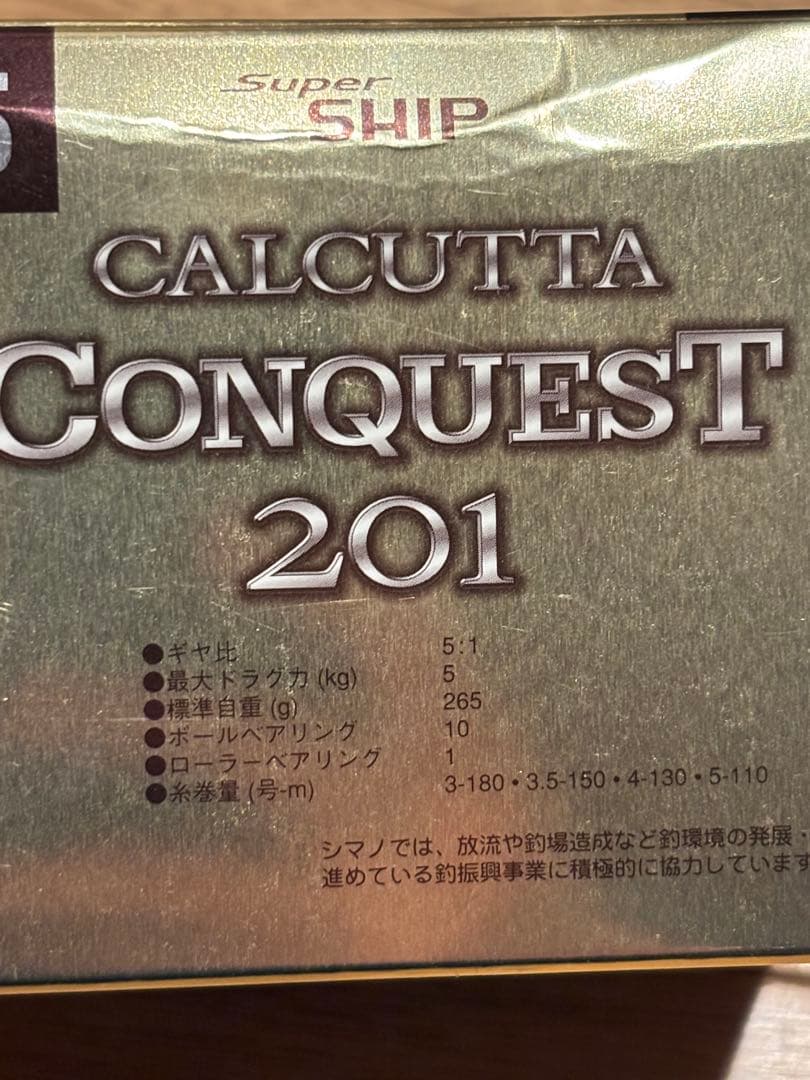 Super
SHIP
CALCUTTA
CONQUEST
201
●ギヤ比 5:1
●最大ドラグ力 (kg) 5
●標準自重 (g) 265
●ボールベアリング 10
●ローラーベアリング 1
●糸巻量 (号-m) 3-180・3.5-150・4-130・5-110
シマノでは、放流や釣場造成など釣環境の発展・
進めている釣振興事業に積極的に協力しています